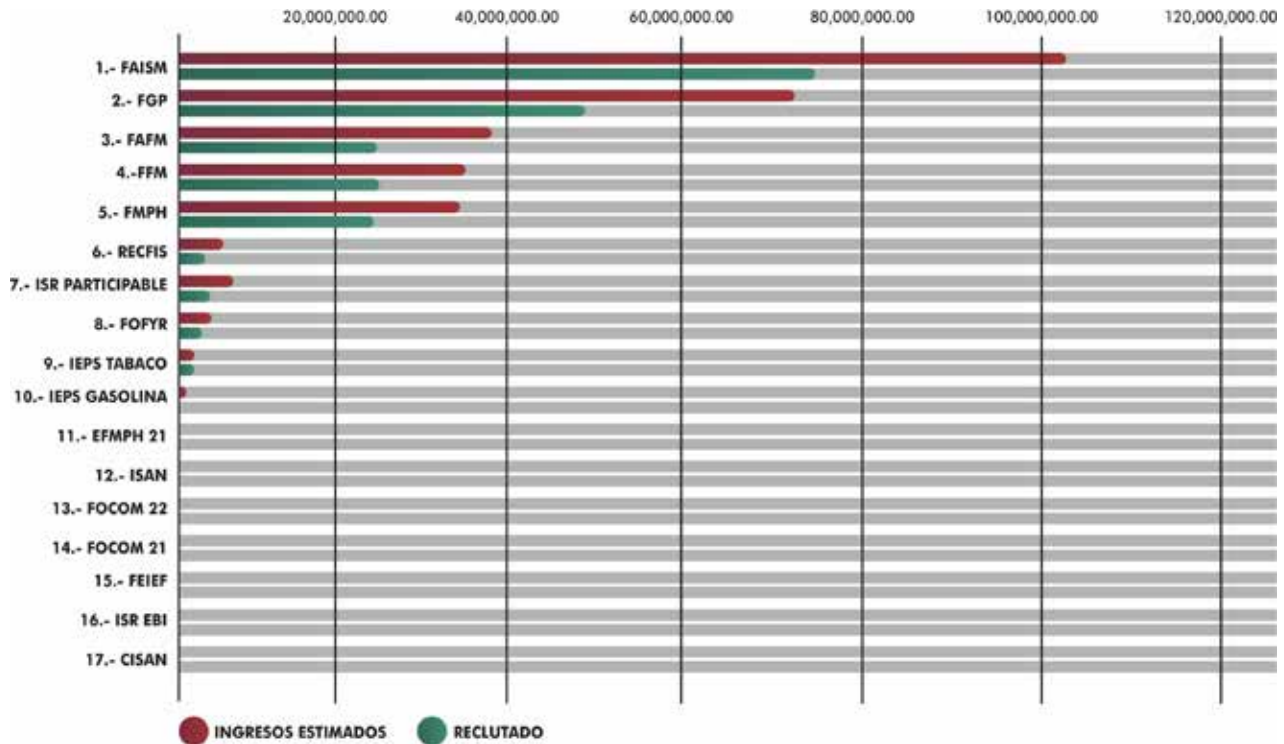 20,000,000.00 40,000,000.00 60,000,000.00 80,000,000.00 100,000,000.00 120,000,000.00
1.- FAISM
2.- FGP
3.- FAFM
4.-FFM
5.- FMPH
6.- RECFIS
7.- ISR PARTICIPABLE
8.- FOFYR
9.- IEPS TABACO
10.- IEPS GASOLINA
11.- EFMPH 21
12.- ISAN
13.- FOCOM 22
14.- FOCOM 21
15.- FEIEF
16.- ISR EBI
17.- CISAN
INGRESOS ESTIMADOS RECLUTADO